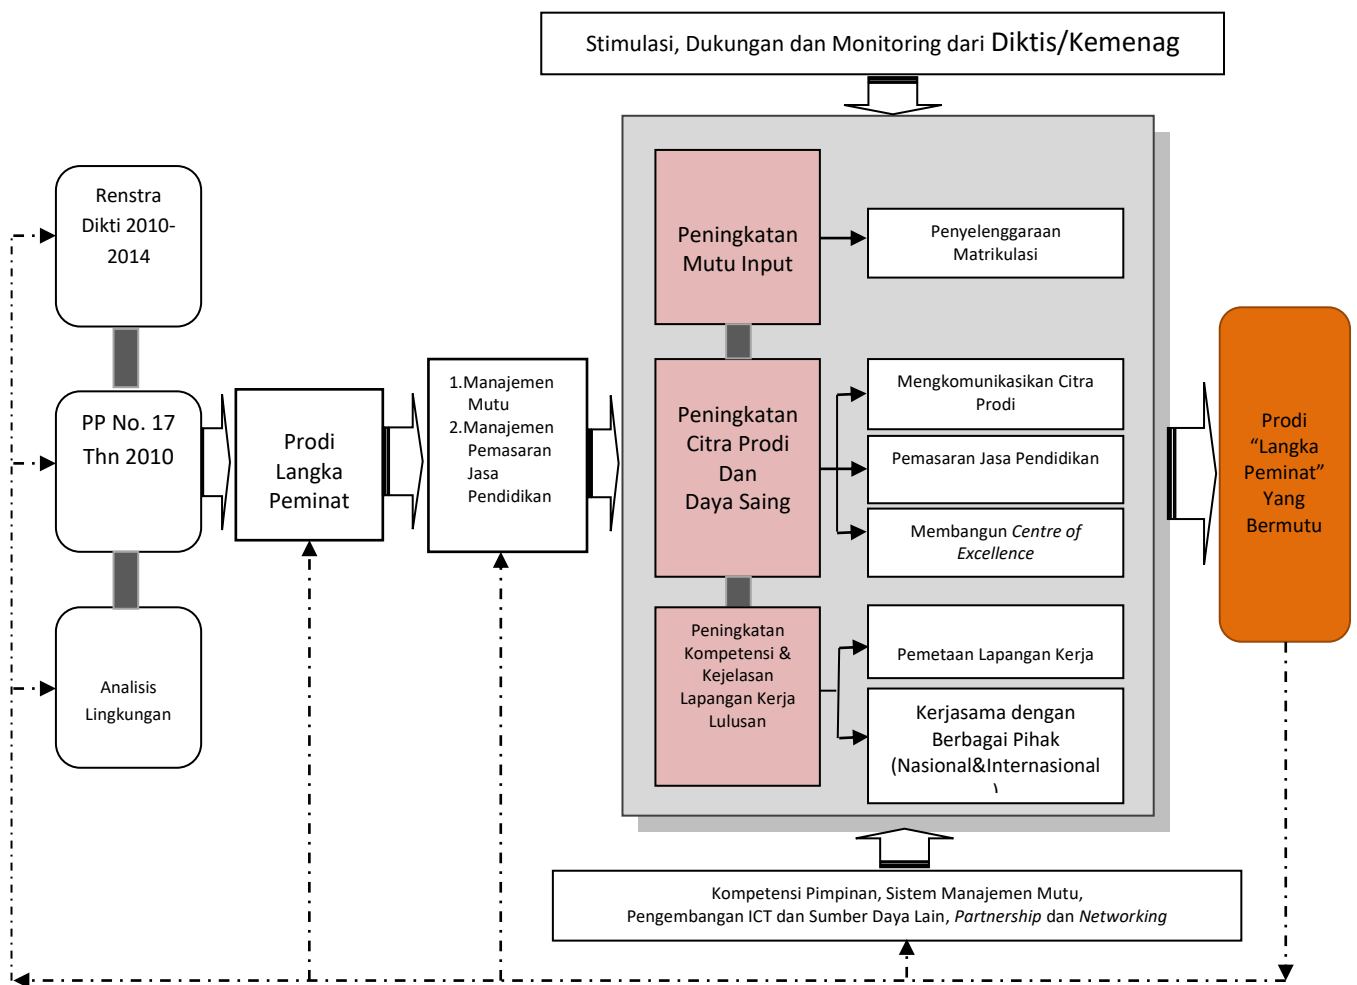 Stimulasi, Dukungan dan Monitoring dari Diktis/Kemenag
Renstra
Dikti 2010-
2014
PP No. 17
Thn 2010
Analisis
Lingkungan
Prodi
Langka
Peminat
1.Manajemen
Mutu
2.Manajemen
Pemasaran
Jasa
Pendidikan
Peningkatan
Mutu Input
Penyelenggaraan
Matrikulasi
Peningkatan
Citra Prodi
Dan
Daya Saing
Mengkomunikasikan Citra
Prodi
Pemasaran Jasa Pendidikan
Membangun Centre of
Excellence
Peningkatan
Kompetensi &
Kejelasan
Lapangan Kerja
Lulusan
Pemetaan Lapangan Kerja
Kerjasama dengan
Berbagai Pihak
(Nasional&Internasional
)
Prodi
“Langka
Peminat”
Yang
Bermutu
Kompetensi Pimpinan, Sistem Manajemen Mutu,
Pengembangan ICT dan Sumber Daya Lain, Partnership dan Networking